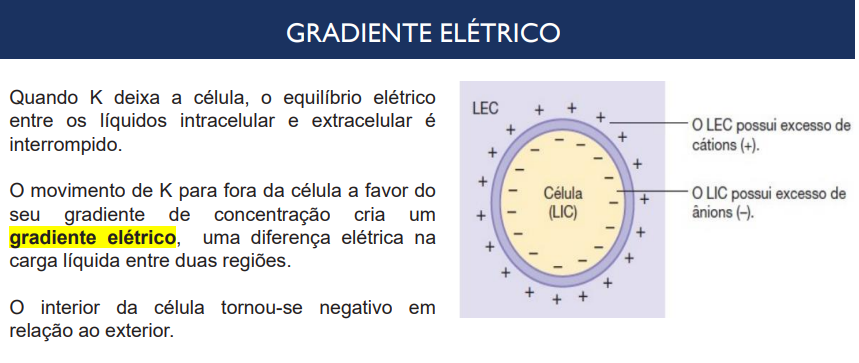 GRADIENTE ELÉTRICO
Quando K deixa a célula, o equilíbrio elétrico
entre os líquidos intracelular e extracelular é
interrompido.
O movimento de K para fora da célula a favor do
seu gradiente de concentração cria um
gradiente elétrico, uma diferença elétrica na
carga líquida entre duas regiões.
O interior da célula tornou-se negativo em
relação ao exterior.
LEC
O LEC possui excesso de
cátions (+).
Célula
(LIC)
O LIC possui excesso de
ânions (–).